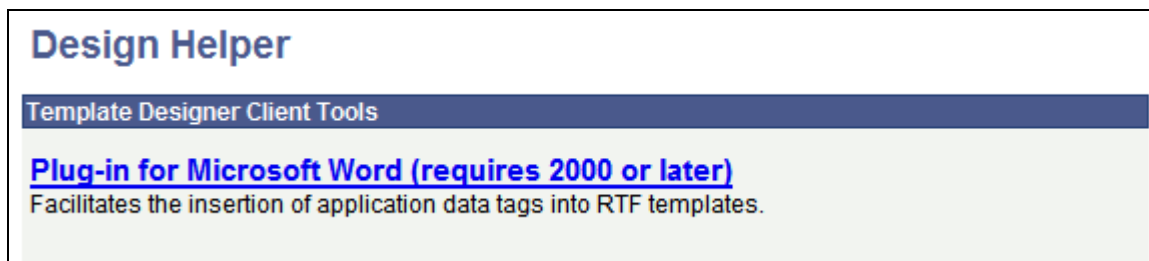 Design Helper
Template Designer Client Tools
Plug-in for Microsoft Word (requires 2000 or later)
Facilitates the insertion of application data tags into RTF templates.